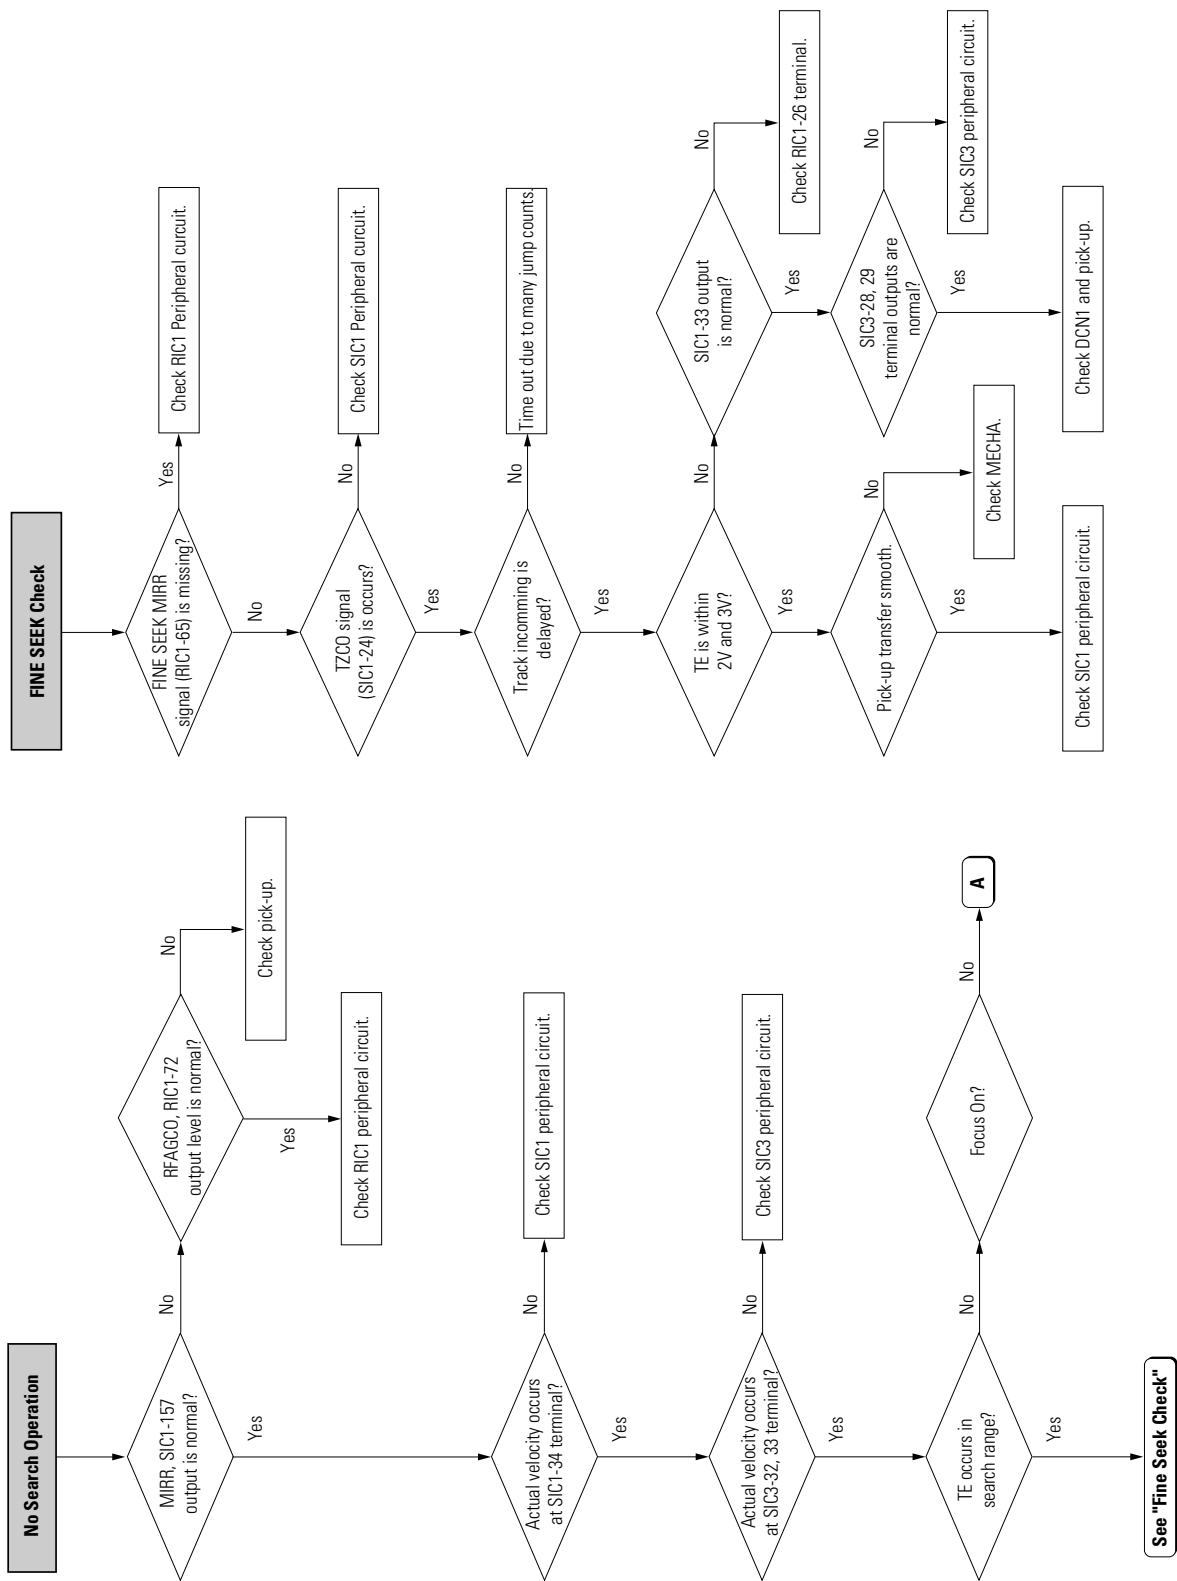 No Search Operation
MIRR, SIC1-157
output is normal?
No
RFAGCO, RIC1-72
output level is normal?
No
Check pick-up.
Yes
Check RIC1 peripheral circuit.
Yes
Actual velocity occurs
at SIC1-34 terminal?
No
Check SIC1 peripheral circuit.
Yes
Actual velocity occurs
at SIC3-32, 33 terminal?
No
Check SIC3 peripheral circuit.
Yes
TE occurs in
search range?
No
Focus On?
No
A
Yes
See "Fine Seek Check"
FINE SEEK Check
FINE SEEK MIRR
signal (RIC1-65) is missing?
Yes
Check RIC1 Peripheral curcuit.
No
TZCO signal
(SIC1-24) is occurs?
No
Check SIC1 Peripheral circuit.
Yes
Track incomming is
delayed?
No
Time out due to many jump counts.
Yes
TE is within
2V and 3V?
No
SIC1-33 output
is normal?
No
Check RIC1-26 terminal.
Yes
SIC3-28, 29
terminal outputs are
normal?
No
Check SIC3 peripheral circuit.
Yes
Check DCN1 and pick-up.
Yes
Pick-up transfer smooth.
No
Check MECHA.
Yes
Check SIC1 peripheral circuit.